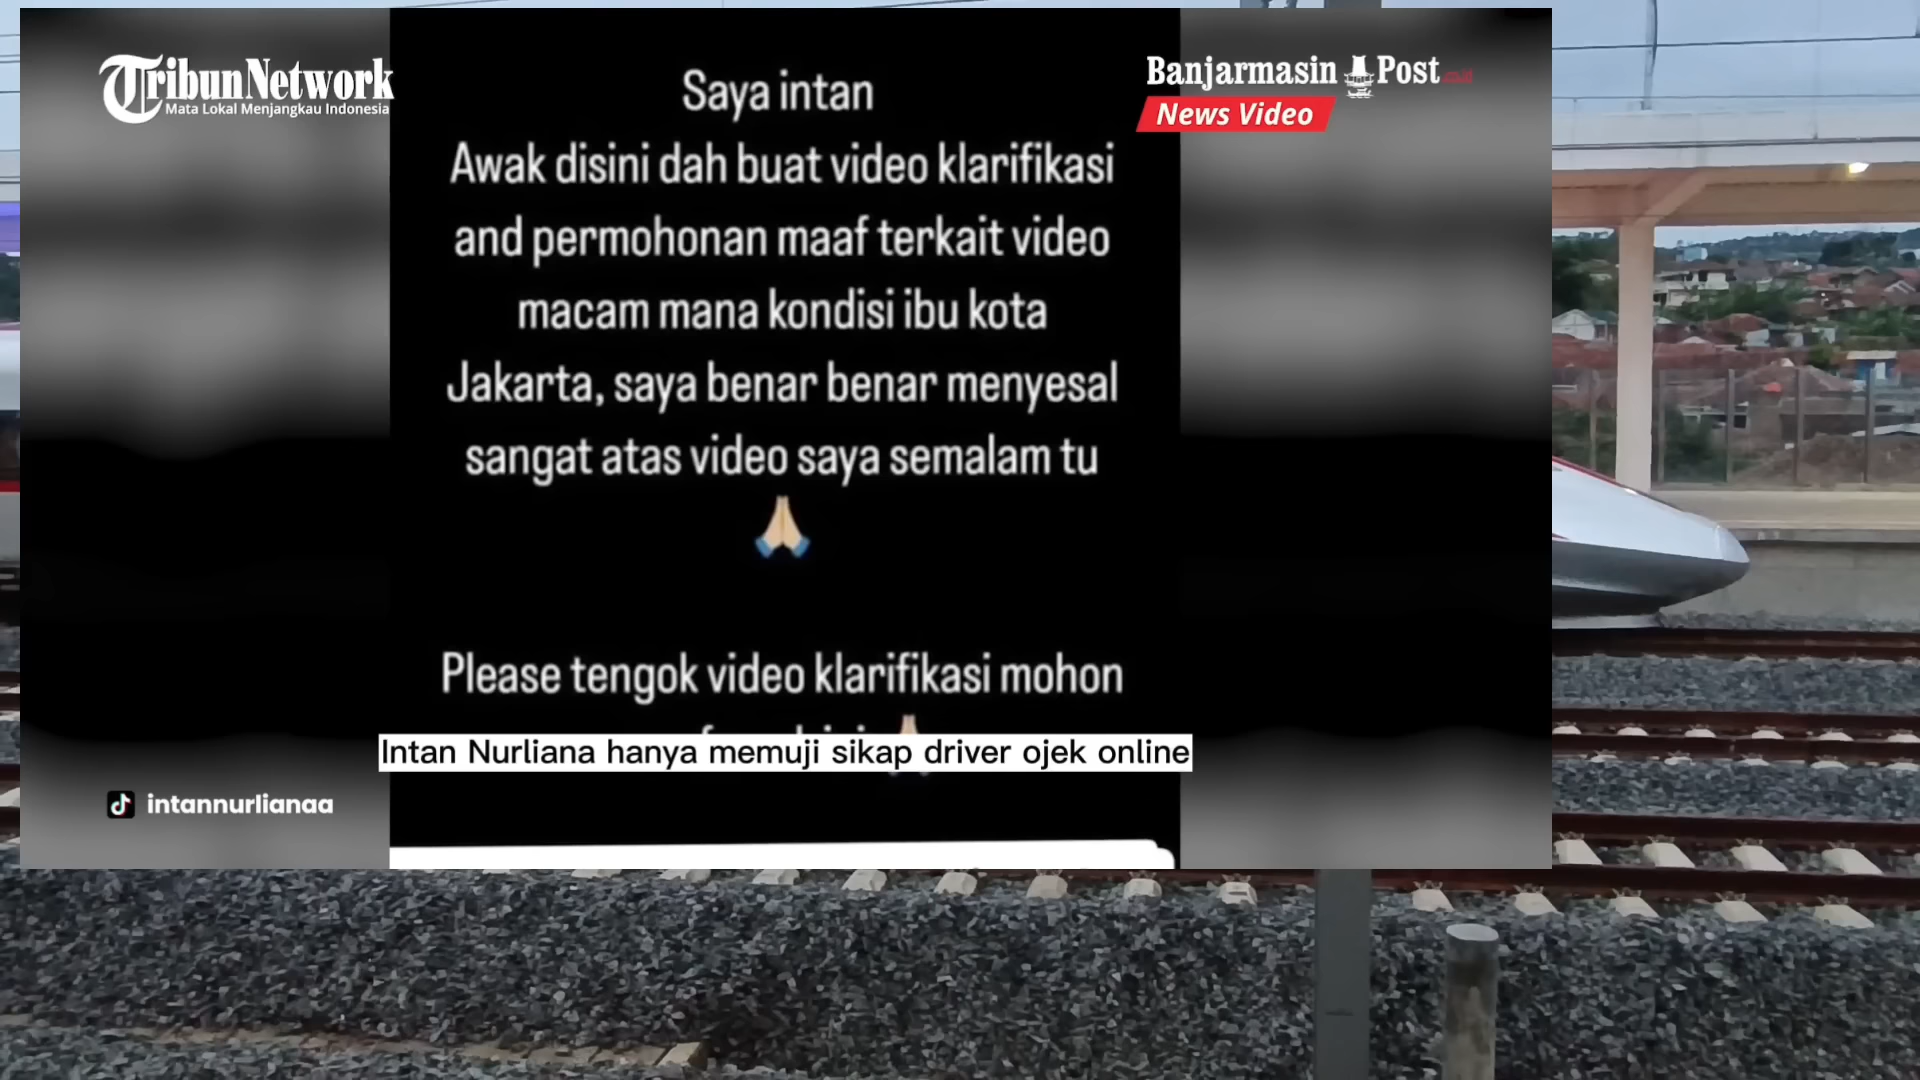 TribunNetwork
Mata Lokal Menjangkau Indonesia
Banjarmasin Post
News Video
Saya intan
Awak disini dah buat video klarifikasi
and permohonan maaf terkait video
macam mana kondisi ibu kota
Jakarta, saya benar benar menyesal
sangat atas video saya semalam tu
🙏🏼
Please tengok video klarifikasi mohon
Intan Nurliana hanya memuji sikap driver ojek online
intannurlianaa